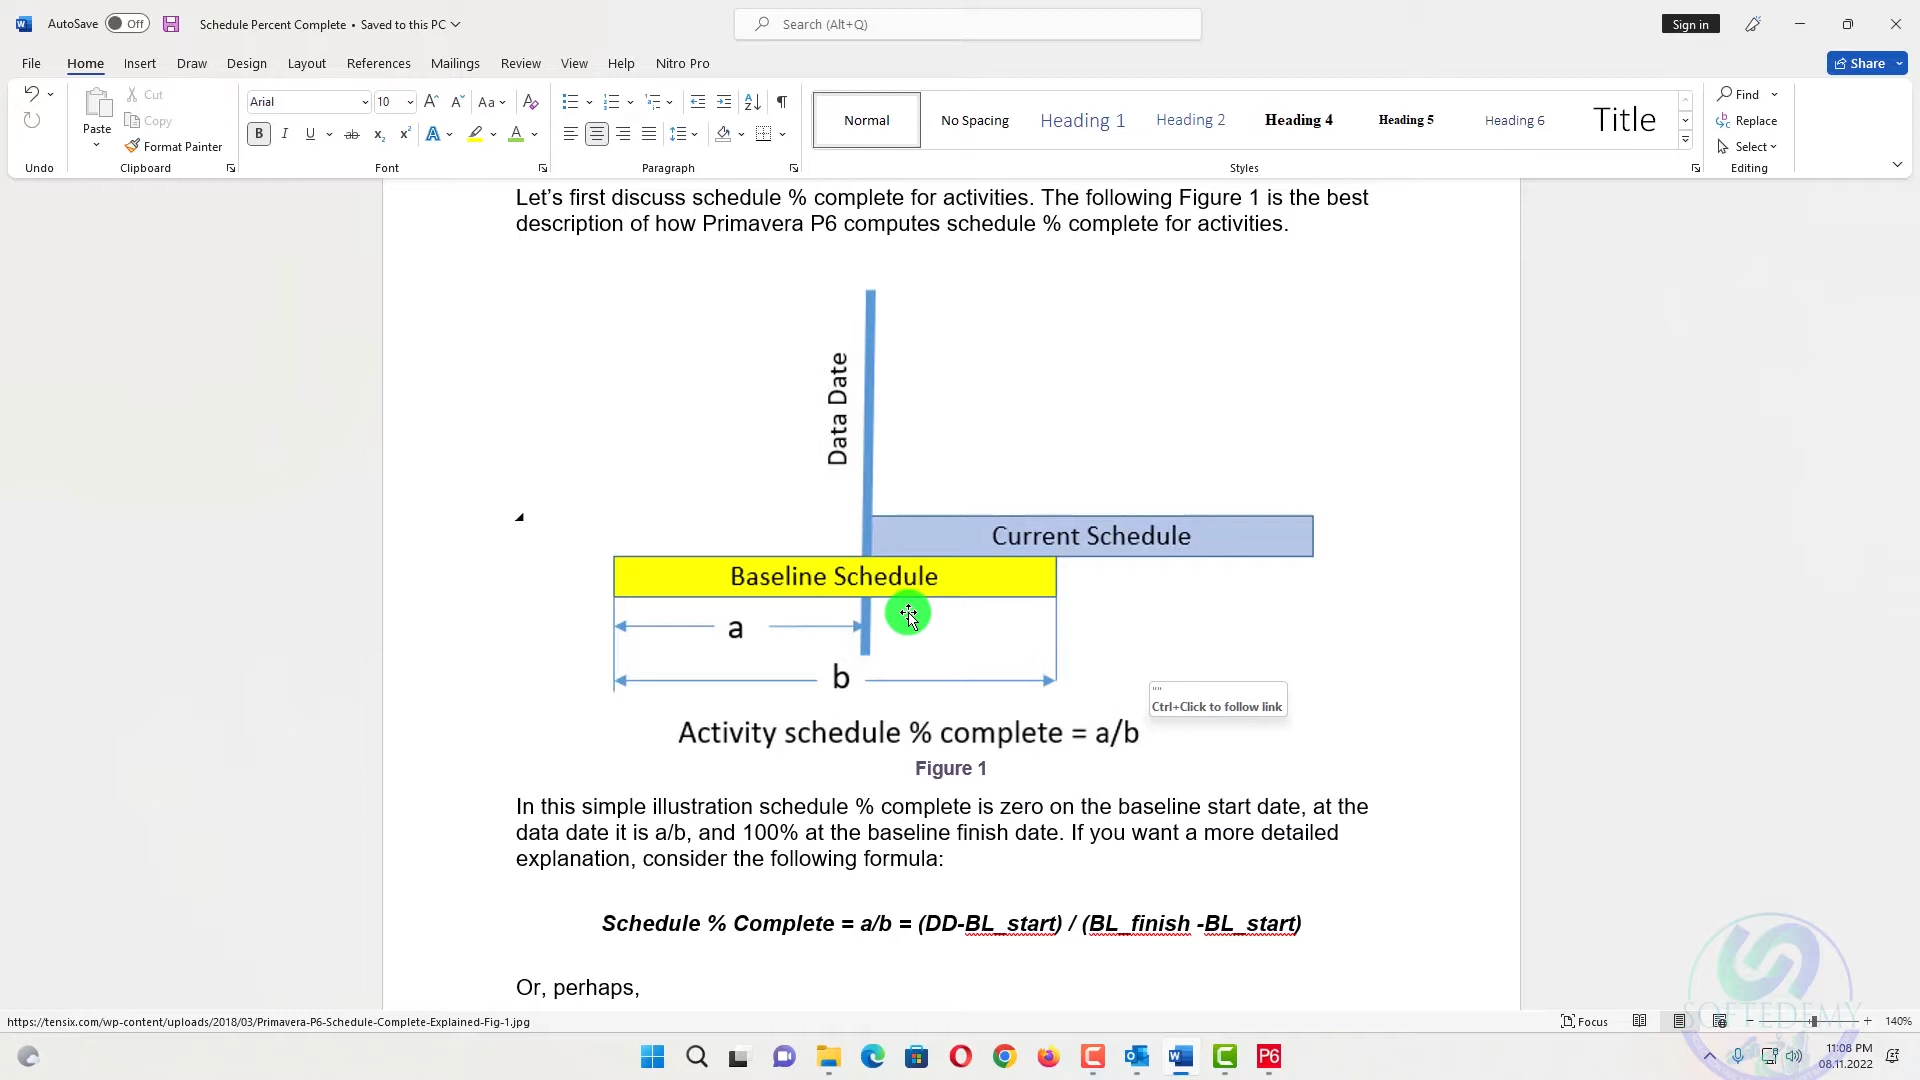 AutoSave Off Schedule Percent Complete • Saved to this PC Search (Alt+Q) Sign in
File Home Insert Draw Design Layout References Mailings Review View Help Nitro Pro Share
Paste Cut Copy Format Painter
Arial 10 Aa
B I U ab x₂ x² A A
Normal No Spacing Heading 1 Heading 2 Heading 4 Heading 5 Heading 6 Title
Find Replace Select
Undo Clipboard Font Paragraph Styles Editing
Let's first discuss schedule % complete for activities. The following Figure 1 is the best
description of how Primavera P6 computes schedule % complete for activities.
Data Date
Current Schedule
Baseline Schedule
a
b
""
Ctrl+Click to follow link
Activity schedule % complete = a/b
Figure 1
In this simple illustration schedule % complete is zero on the baseline start date, at the
data date it is a/b, and 100% at the baseline finish date. If you want a more detailed
explanation, consider the following formula:
Schedule % Complete = a/b = (DD-BL_start) / (BL_finish -BL_start)
Or, perhaps,
SOFTEDEMY
https://tensix.com/wp-content/uploads/2018/03/Primavera-P6-Schedule-Complete-Explained-Fig-1.jpg Focus 140%
P6
11:08 PM
08.11.2022